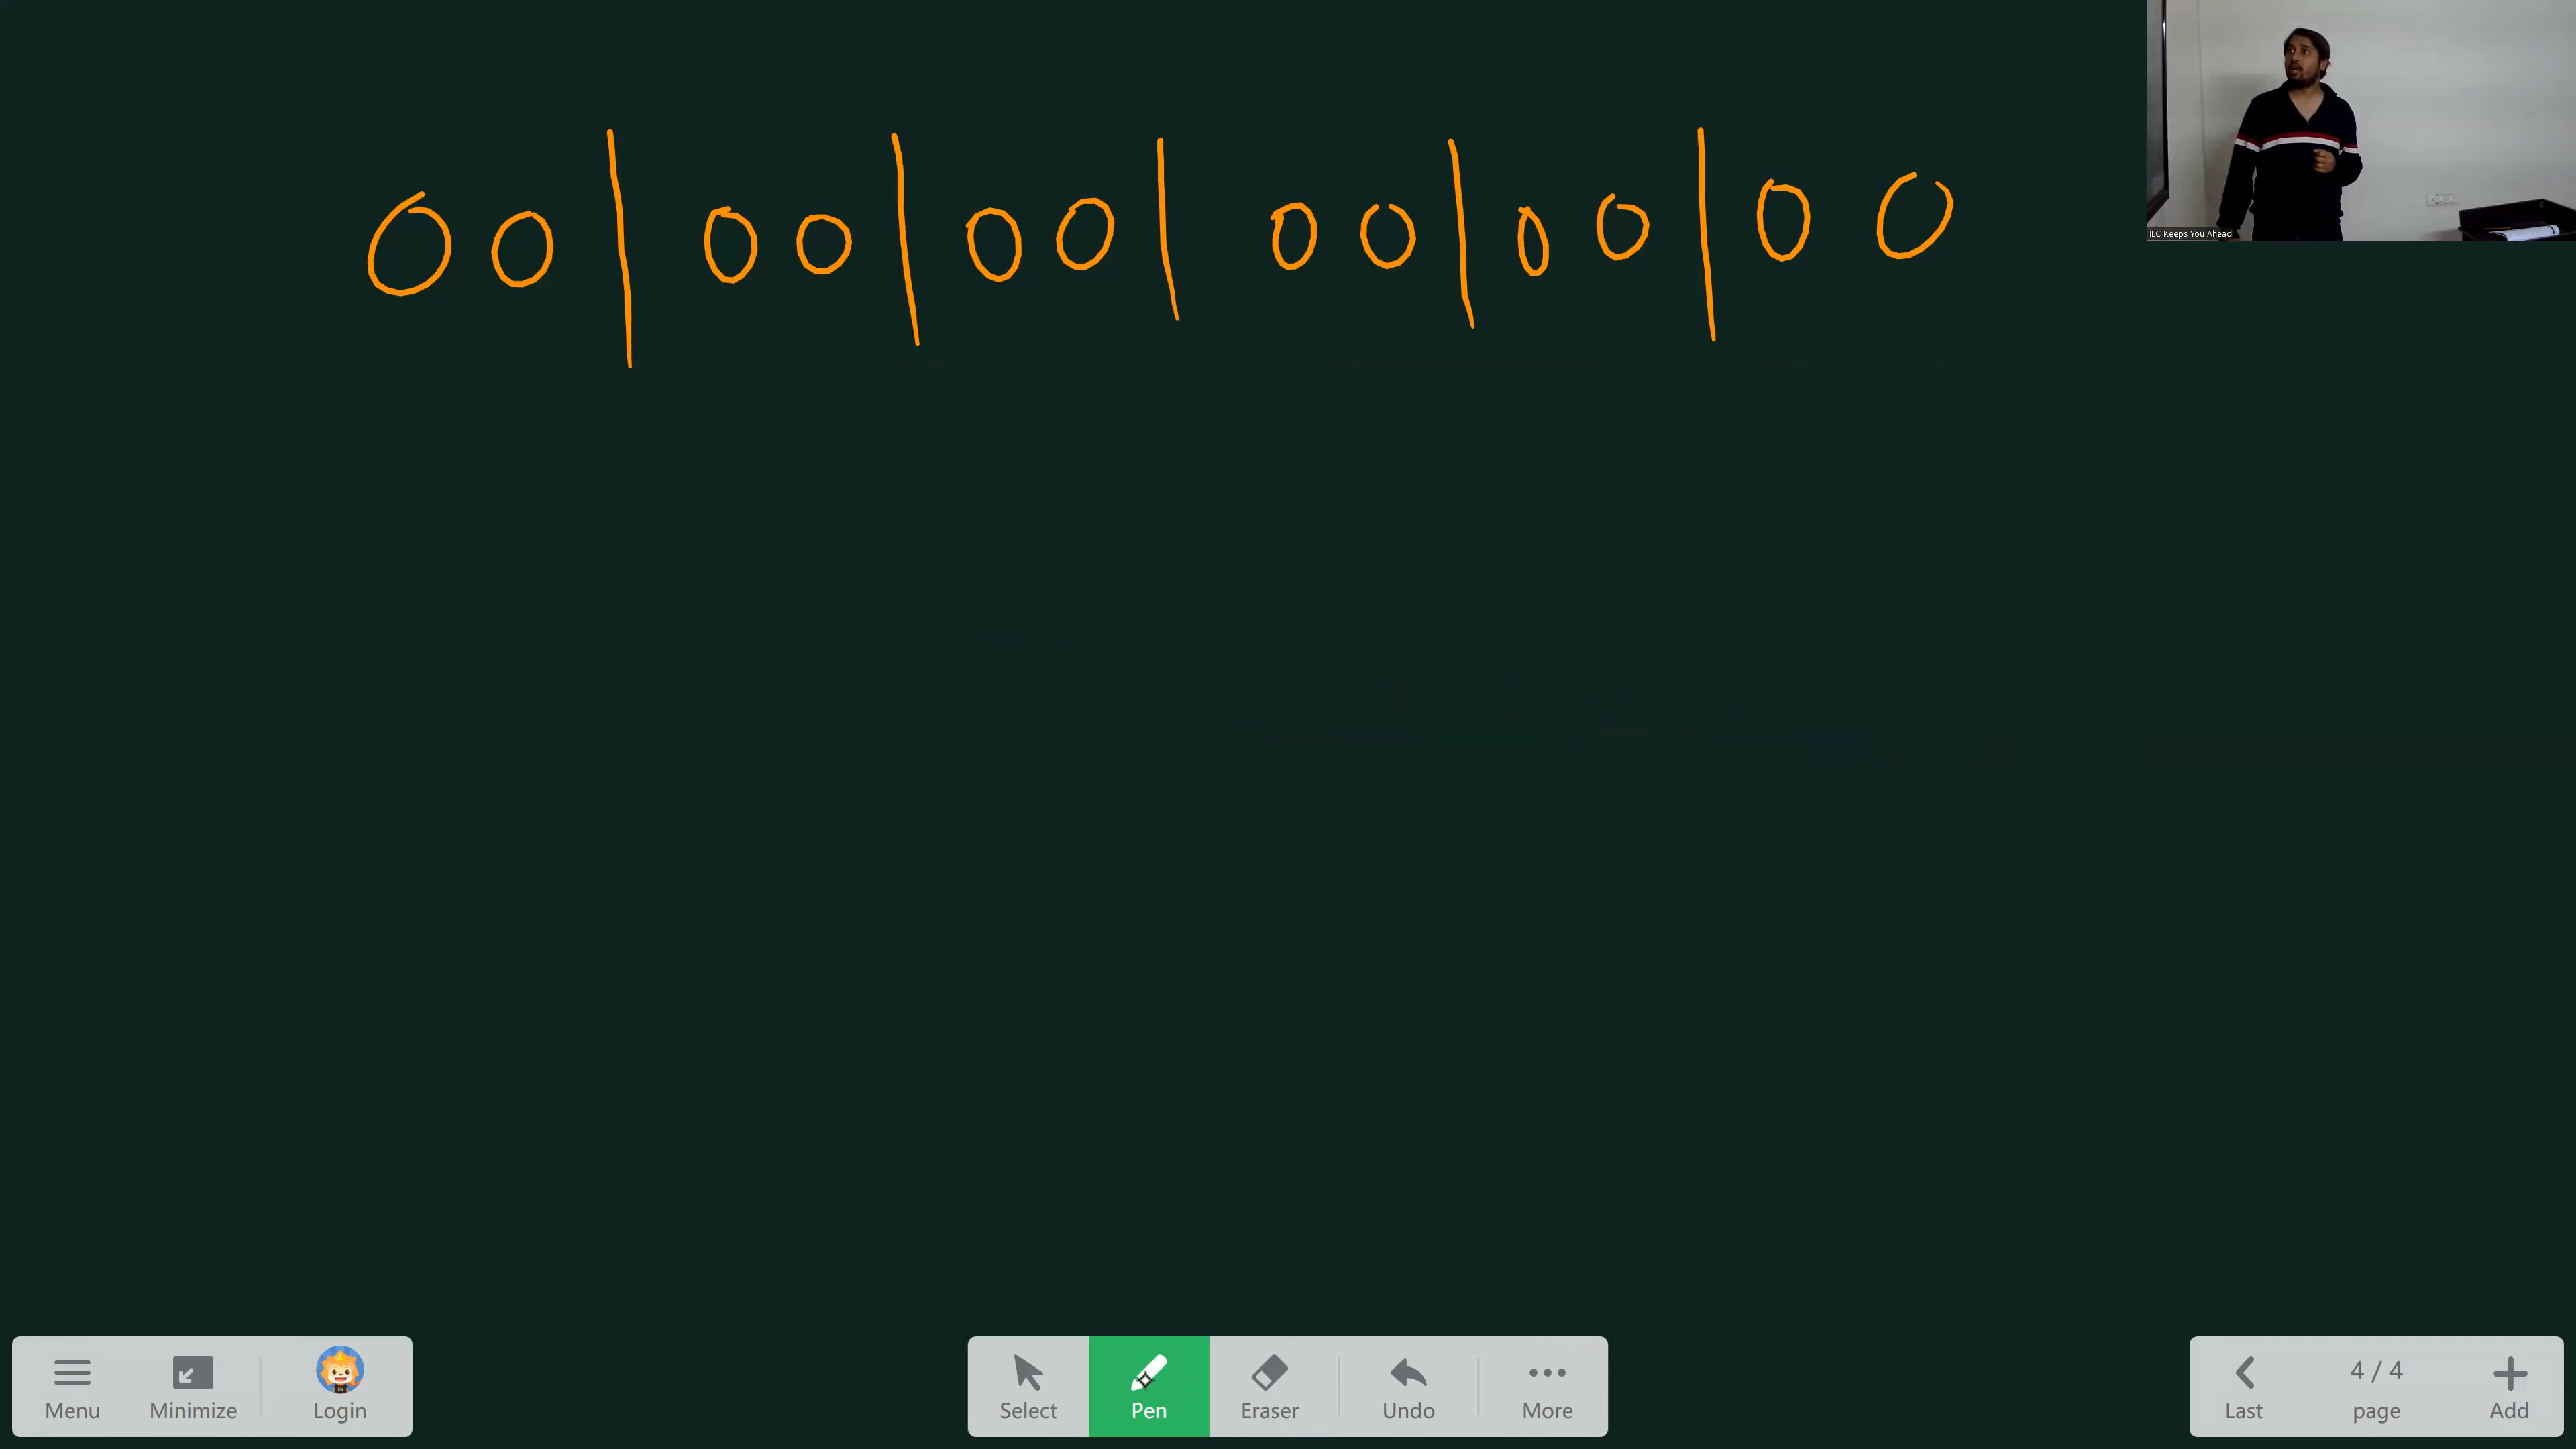 00 | 00 | 00 | 00 | 00 | 00
ILC Keeps You Ahead
Menu Minimize Login Select Pen Eraser Undo More Last 4 / 4 page Add